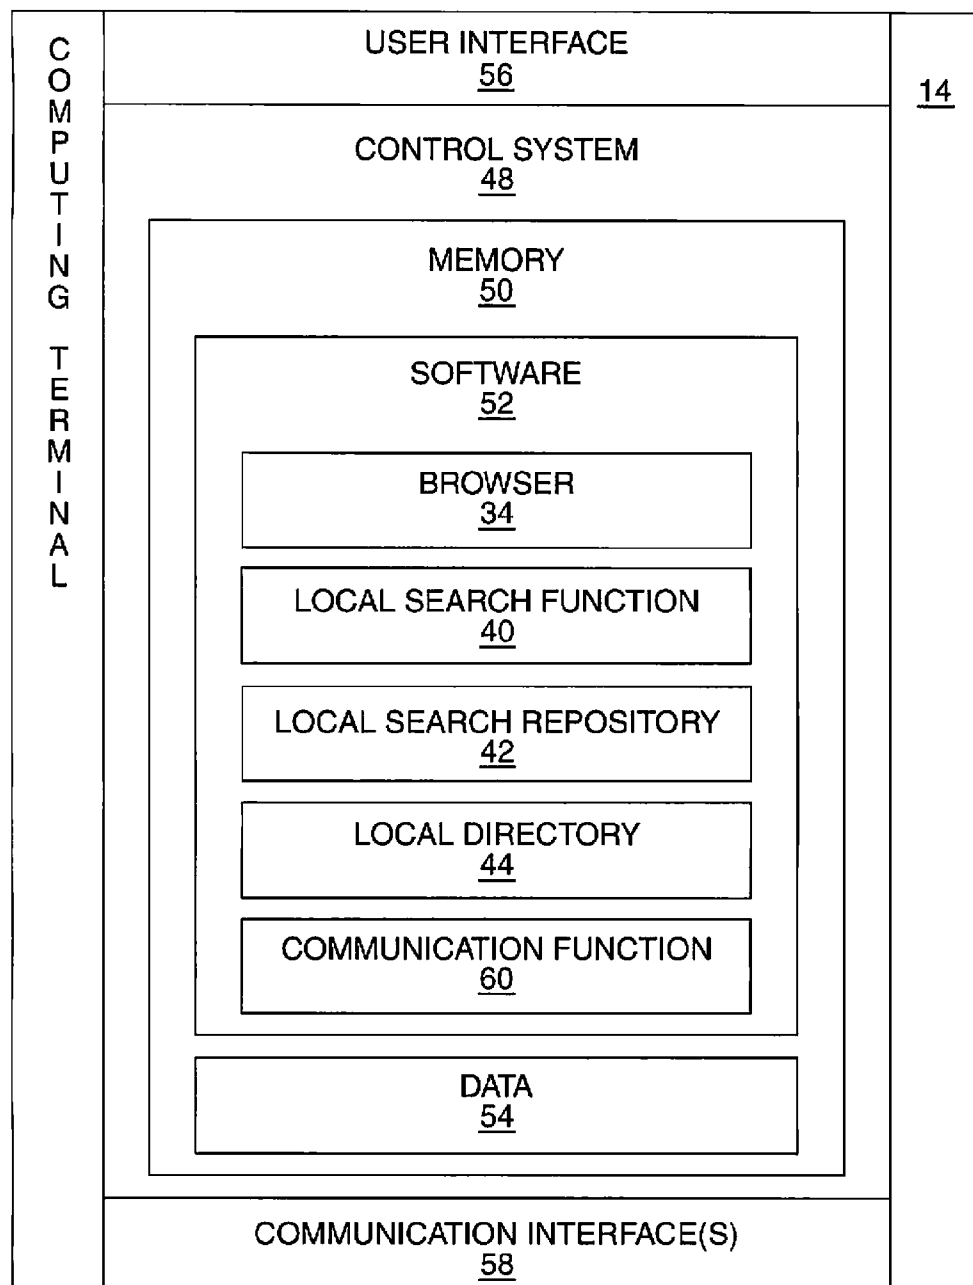 COMPUTING TERMINAL
USER INTERFACE
56
14
CONTROL SYSTEM
48
MEMORY
50
SOFTWARE
52
BROWSER
34
LOCAL SEARCH FUNCTION
40
LOCAL SEARCH REPOSITORY
42
LOCAL DIRECTORY
44
COMMUNICATION FUNCTION
60
DATA
54
COMMUNICATION INTERFACE(S)
58